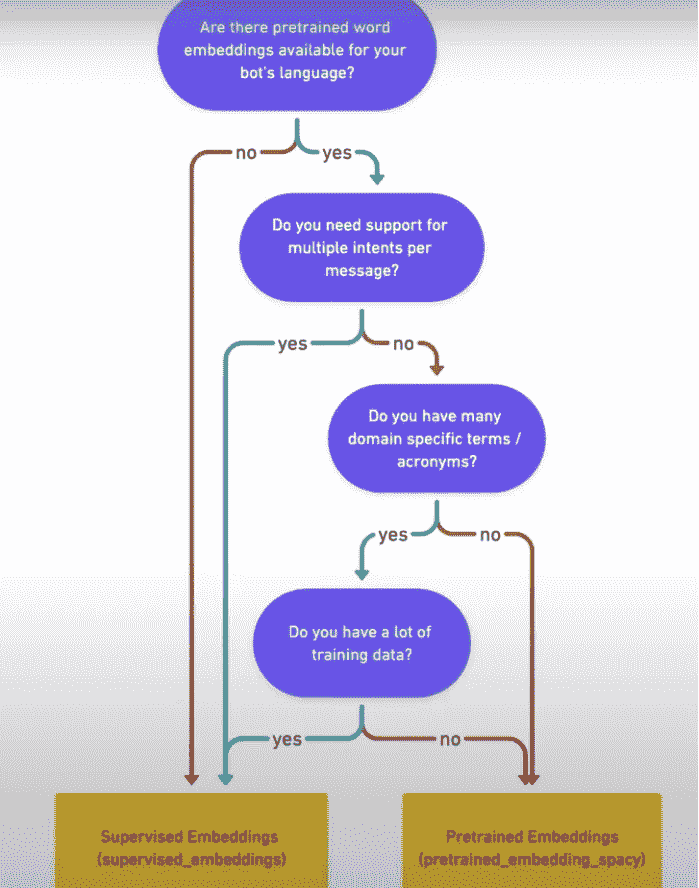 Are there pretrained word
embeddings available for your
bot's language?
no
yes
Do you need support for
multiple intents per
message?
yes
no
Do you have many
domain specific terms /
acronyms?
yes
no
Do you have a lot of
training data?
yes
no
Supervised Embeddings
(supervised_embeddings)
Pretrained Embeddings
(pretrained_embedding_spacy)